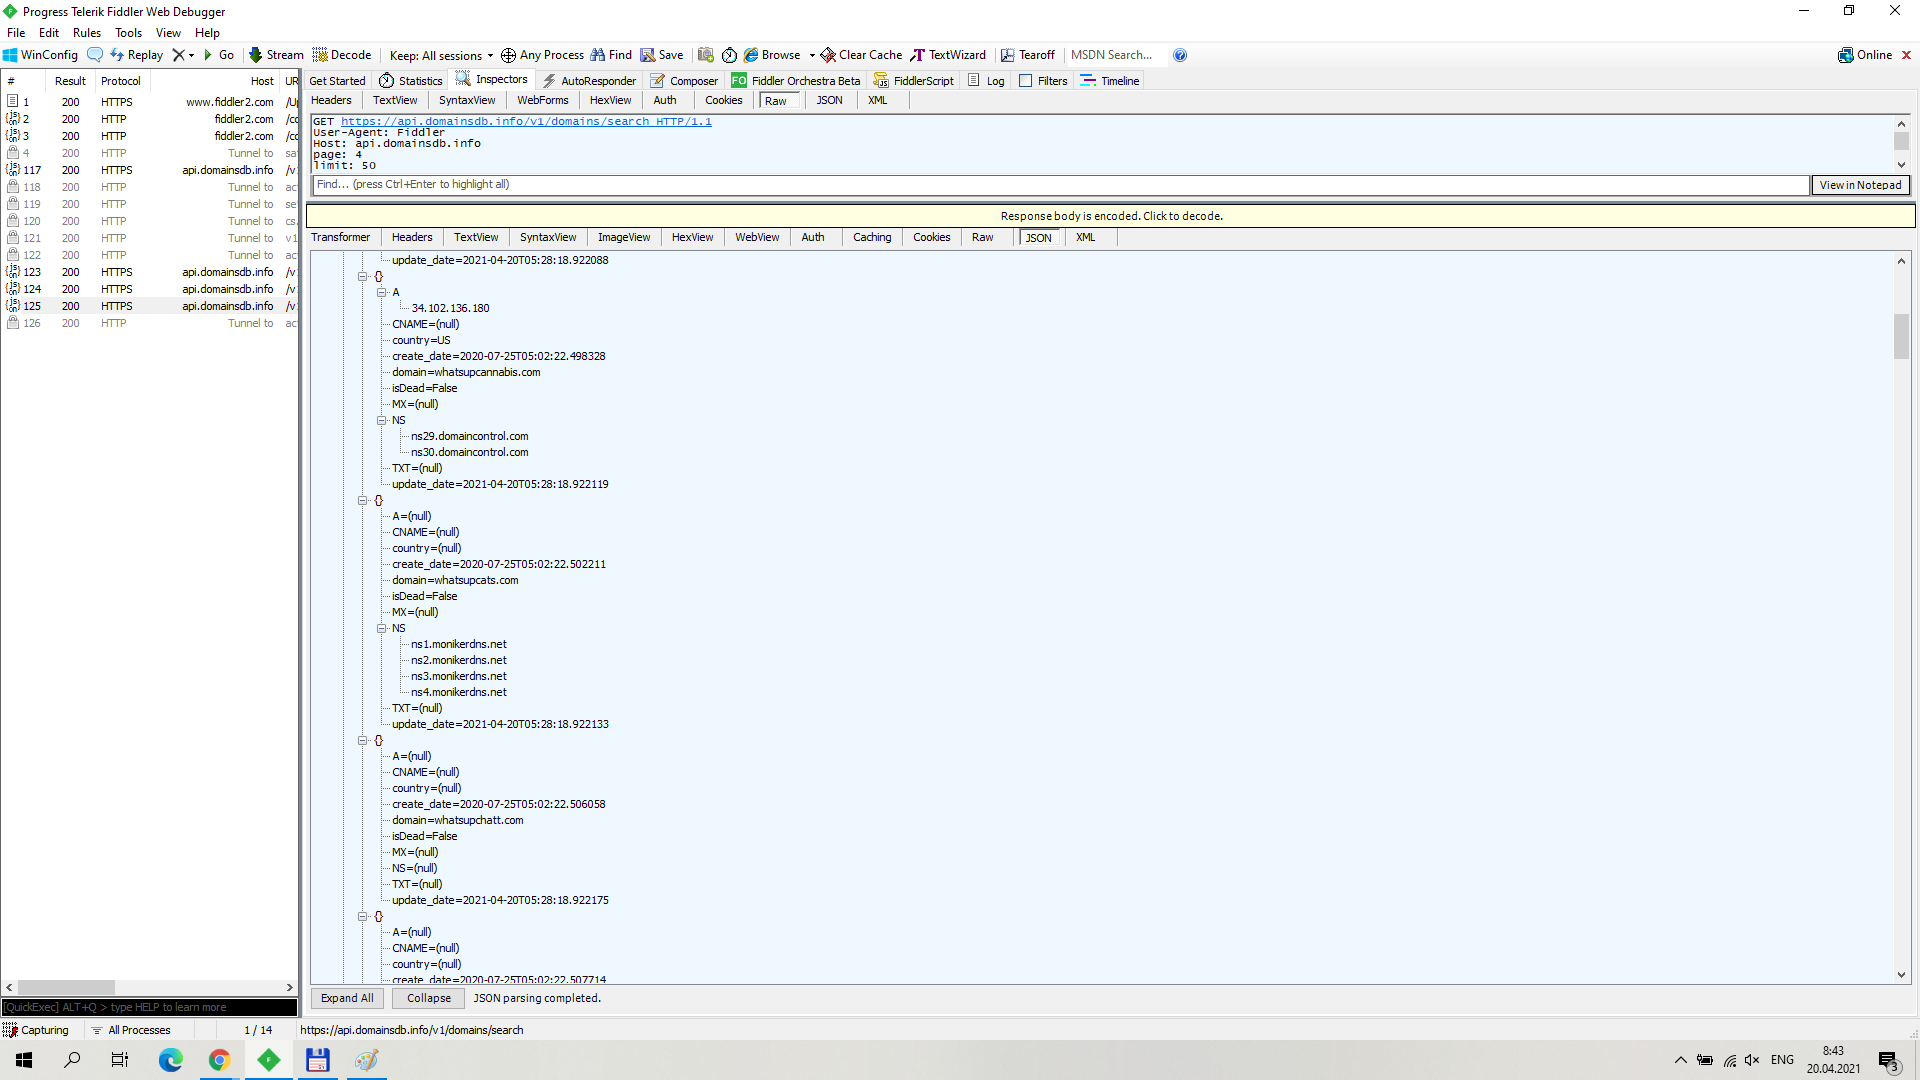 Progress Telerik Fiddler Web Debugger
File Edit Rules Tools View Help
WinConfig Replay Go Stream Decode Keep: All sessions Any Process Find Save Browse Clear Cache TextWizard Tearoff MSDN Search... Online
# Result Protocol Host UR
1 200 HTTPS www.fiddler2.com /Up
2 200 HTTPS fiddler2.com /co
3 200 HTTPS fiddler2.com /co
4 200 HTTP Tunnel to sa
117 200 HTTPS api.domainsdb.info /v1
118 200 HTTP Tunnel to ac
119 200 HTTP Tunnel to se
120 200 HTTP Tunnel to cs.
121 200 HTTP Tunnel to v1
122 200 HTTP Tunnel to ac
123 200 HTTPS api.domainsdb.info /v
124 200 HTTPS api.domainsdb.info /v
125 200 HTTPS api.domainsdb.info /v
126 200 HTTP Tunnel to ac
[QuickExec] ALT+Q > type HELP to learn more
Get Started Statistics Inspectors AutoResponder Composer FO Fiddler Orchestra Beta FiddlerScript Log Filters Timeline
Headers TextView SyntaxView WebForms HexView Auth Cookies Raw JSON XML
GET https://api.domainsdb.info/v1/domains/search HTTP/1.1
User-Agent: Fiddler
Host: api.domainsdb.info
page: 4
limit: 50
Find... (press Ctrl+Enter to highlight all) View in Notepad
Response body is encoded. Click to decode.
Transformer Headers TextView SyntaxView ImageView HexView WebView Auth Caching Cookies Raw JSON XML
update_date=2021-04-20T05:28:18.922088
{}
A
34.102.136.180
CNAME=(null)
country=US
create_date=2020-07-25T05:02:22.498328
domain=whatsupcannabis.com
isDead=False
MX=(null)
NS
ns29.domaincontrol.com
ns30.domaincontrol.com
TXT=(null)
update_date=2021-04-20T05:28:18.922119
{}
A=(null)
CNAME=(null)
country=(null)
create_date=2020-07-25T05:02:22.502211
domain=whatsupcats.com
isDead=False
MX=(null)
NS
ns1.monikerdns.net
ns2.monikerdns.net
ns3.monikerdns.net
ns4.monikerdns.net
TXT=(null)
update_date=2021-04-20T05:28:18.922133
{}
A=(null)
CNAME=(null)
country=(null)
create_date=2020-07-25T05:02:22.506058
domain=whatsupchatt.com
isDead=False
MX=(null)
NS=(null)
TXT=(null)
update_date=2021-04-20T05:28:18.922175
{}
A=(null)
CNAME=(null)
country=(null)
create_date=2020-07-25T05:02:22.507714
Expand All Collapse JSON parsing completed.
Capturing All Processes 1 / 14 https://api.domainsdb.info/v1/domains/search
ENG 8:43
20.04.2021 3